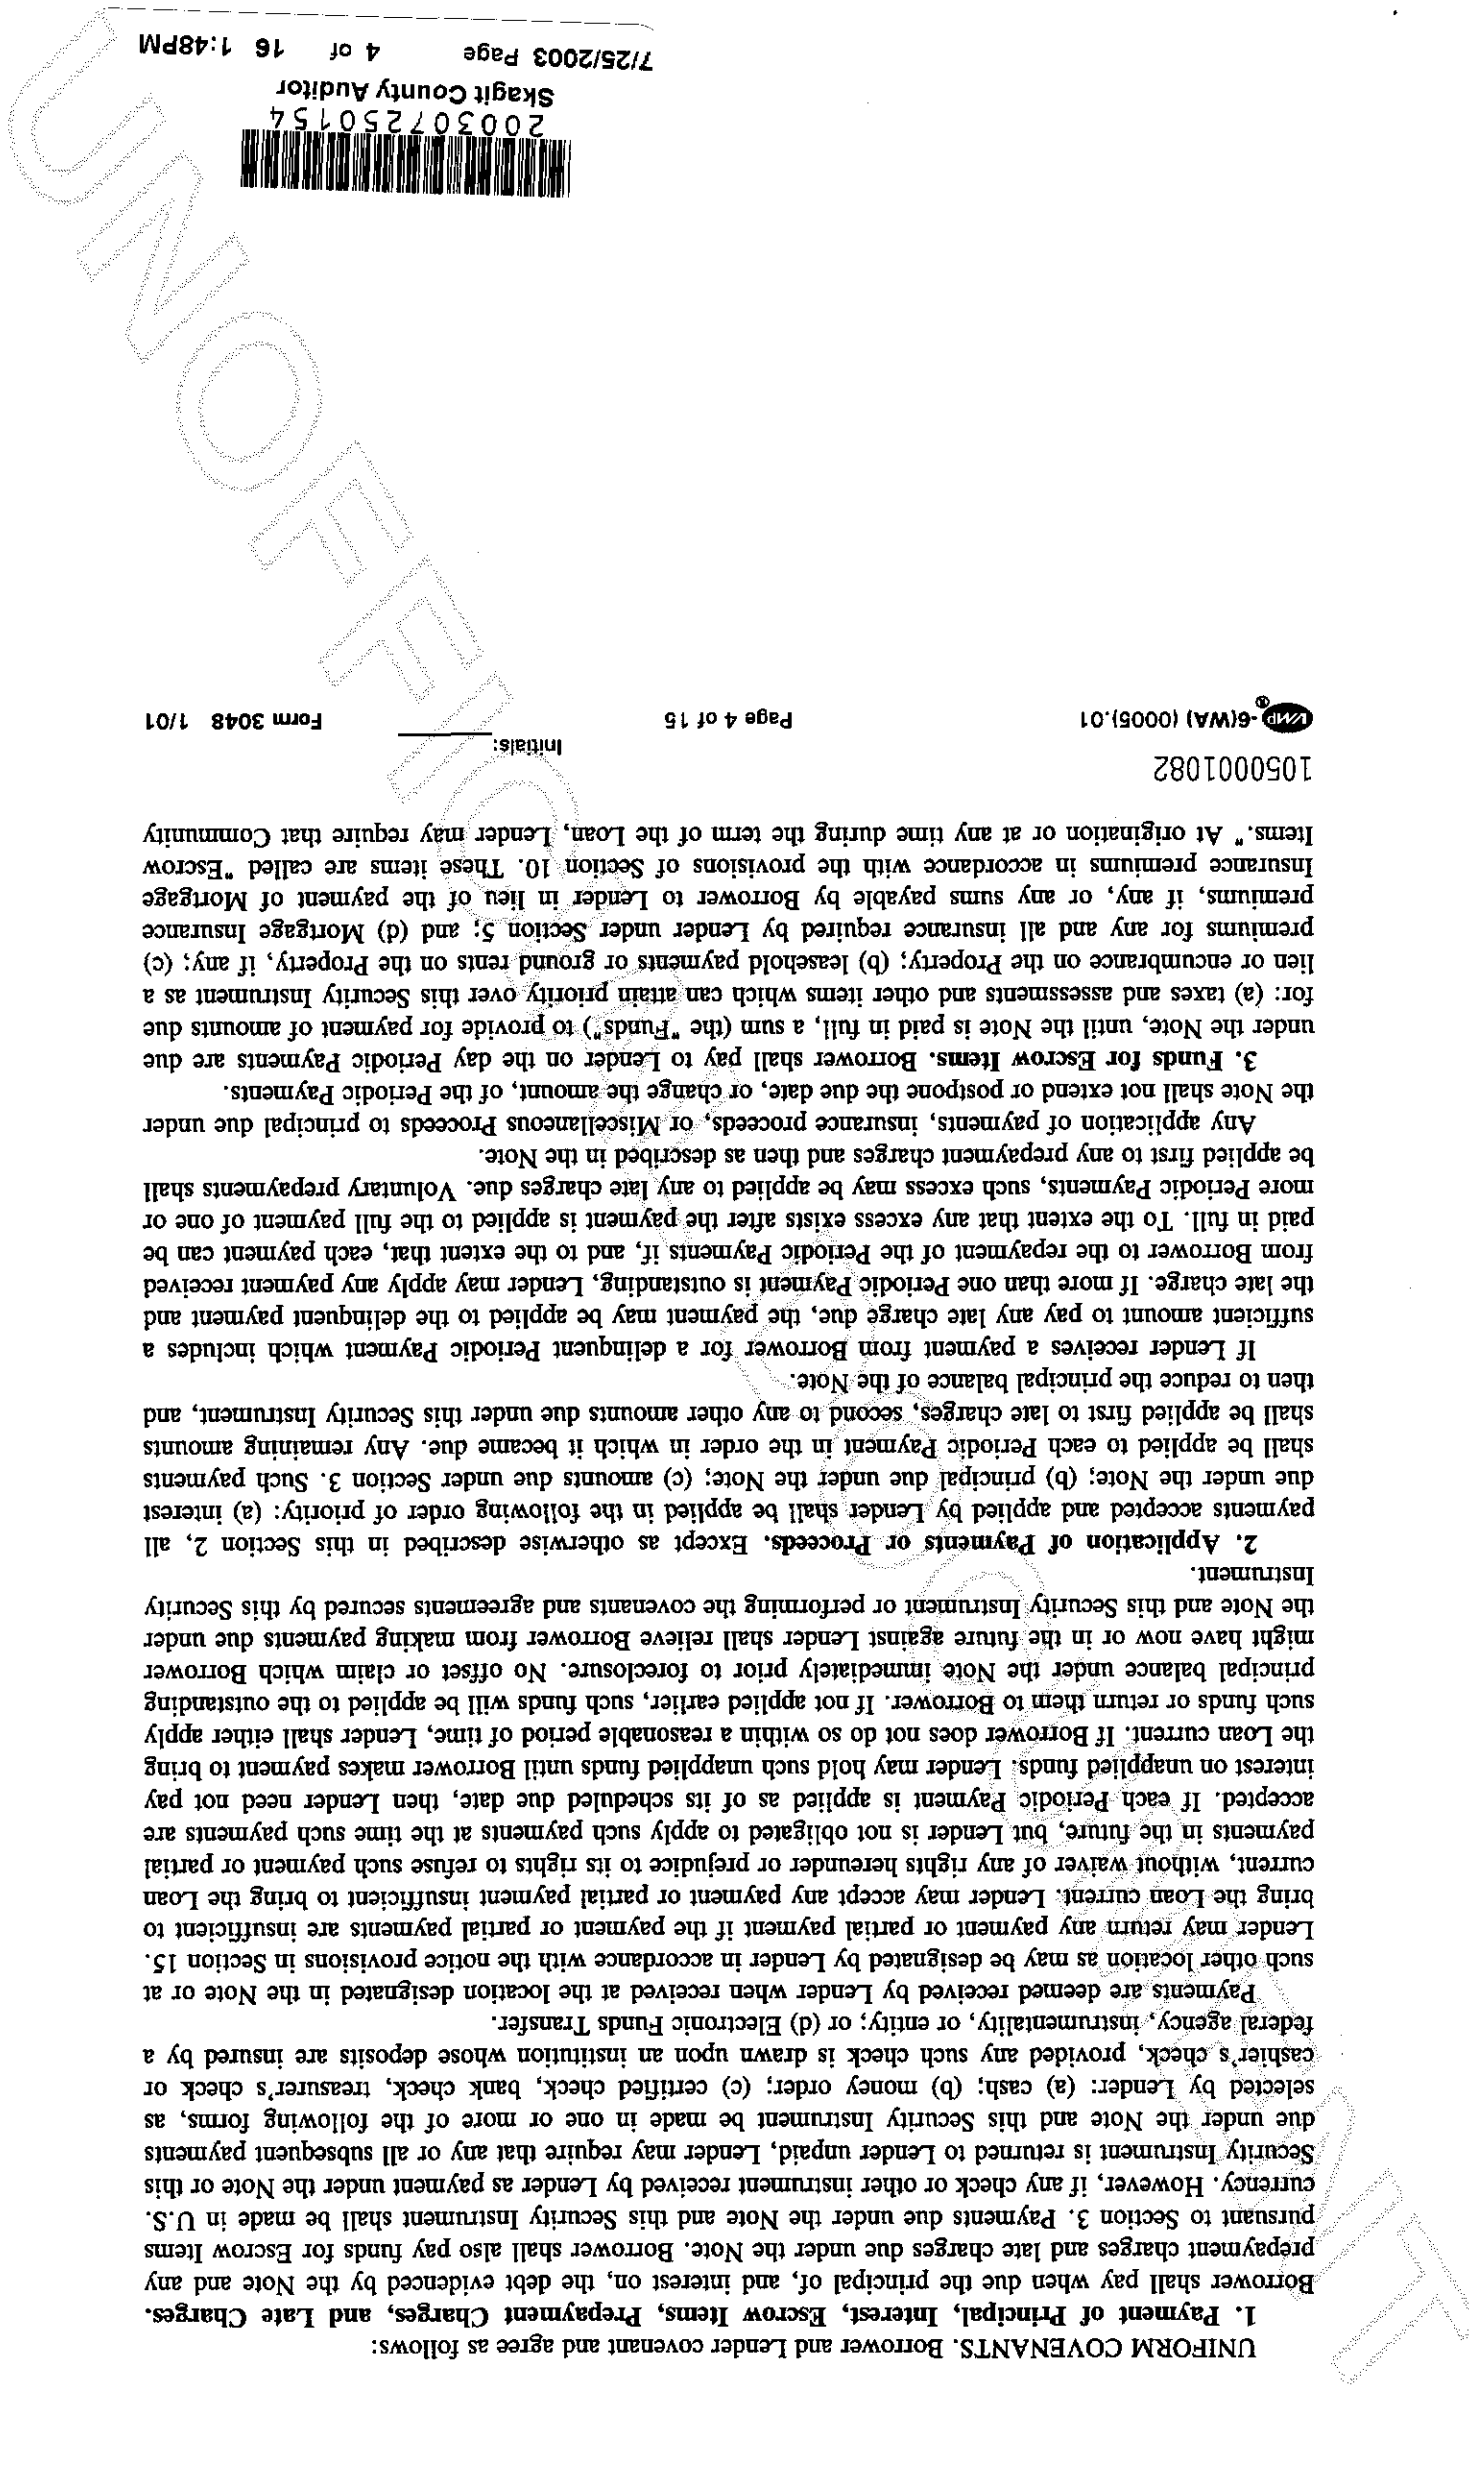 UNIFORM COVENANTS. Borrower and Lender covenant and agree as follows:
1. Payment of Principal, Interest, Escrow Items, Prepayment Charges, and Late Charges.
Borrower shall pay when due the principal of, and interest on, the debt evidenced by the Note and any
prepayment charges and late charges due under the Note. Borrower shall also pay funds for Escrow Items
pursuant to Section 3. Payments due under the Note and this Security Instrument shall be made in U.S.
currency. However, if any check or other instrument received by Lender as payment under the Note or this
Security Instrument is returned to Lender unpaid, Lender may require that any or all subsequent payments
due under the Note and this Security Instrument be made in one or more of the following forms, as
selected by Lender: (a) cash; (b) money order; (c) certified check, bank check, treasurer's check or
cashier's check, provided any such check is drawn upon an institution whose deposits are insured by a
federal agency, instrumentality, or entity; or (d) Electronic Funds Transfer.
Payments are deemed received by Lender when received at the location designated in the Note or at
such other location as may be designated by Lender in accordance with the notice provisions in Section 15.
Lender may return any payment or partial payment if the payment or partial payments are insufficient to
bring the Loan current. Lender may accept any payment or partial payment insufficient to bring the Loan
current, without waiver of any rights hereunder or prejudice to its rights to refuse such payment or partial
payments in the future, but Lender is not obligated to apply such payments at the time such payments are
accepted. If each Periodic Payment is applied as of its scheduled due date, then Lender need not pay
interest on unapplied funds. Lender may hold such unapplied funds until Borrower makes payment to bring
the Loan current. If Borrower does not do so within a reasonable period of time, Lender shall either apply
such funds or return them to Borrower. If not applied earlier, such funds will be applied to the outstanding
principal balance under the Note immediately prior to foreclosure. No offset or claim which Borrower
might have now or in the future against Lender shall relieve Borrower from making payments due under
the Note and this Security Instrument or performing the covenants and agreements secured by this Security
Instrument.
2. Application of Payments or Proceeds. Except as otherwise described in this Section 2, all
payments accepted and applied by Lender shall be applied in the following order of priority: (a) interest
due under the Note; (b) principal due under the Note; (c) amounts due under Section 3. Such payments
shall be applied to each Periodic Payment in the order in which it became due. Any remaining amounts
shall be applied first to late charges, second to any other amounts due under this Security Instrument, and
then to reduce the principal balance of the Note.
If Lender receives a payment from Borrower for a delinquent Periodic Payment which includes a
sufficient amount to pay any late charge due, the payment may be applied to the delinquent payment and
the late charge. If more than one Periodic Payment is outstanding, Lender may apply any payment received
from Borrower to the repayment of the Periodic Payments if, and to the extent that, each payment can be
paid in full. To the extent that any excess exists after the payment is applied to the full payment of one or
more Periodic Payments, such excess may be applied to any late charges due. Voluntary prepayments shall
be applied first to any prepayment charges and then as described in the Note.
Any application of payments, insurance proceeds, or Miscellaneous Proceeds to principal due under
the Note shall not extend or postpone the due date, or change the amount, of the Periodic Payments.
3. Funds for Escrow Items. Borrower shall pay to Lender on the day Periodic Payments are due
under the Note, until the Note is paid in full, a sum (the "Funds") to provide for payment of amounts due
for: (a) taxes and assessments and other items which can attain priority over this Security Instrument as a
lien or encumbrance on the Property; (b) leasehold payments or ground rents on the Property, if any; (c)
premiums for any and all insurance required by Lender under Section 5; and (d) Mortgage Insurance
premiums, if any, or any sums payable by Borrower to Lender in lieu of the payment of Mortgage
Insurance premiums in accordance with the provisions of Section 10. These items are called "Escrow
Items." At origination or at any time during the term of the Loan, Lender may require that Community
1050001082
Initials:
VMP®-6(WA) (0005).01 Page 4 of 15 Form 3048 1/01
200307250154
Skagit County Auditor
7/25/2003 Page 4 of 16 1:48PM
UNOFFICIAL DOCUMENT